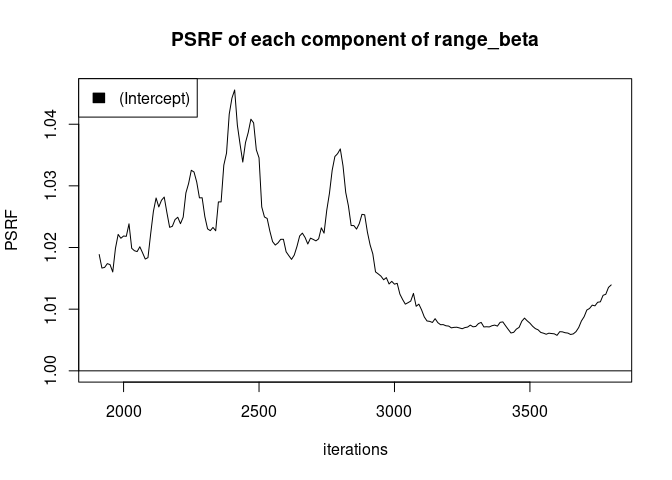 PSRF of each component of range_beta
(Intercept)
PSRF
1.04
1.03
1.02
1.01
1.00
2000 2500 3000 3500
iterations